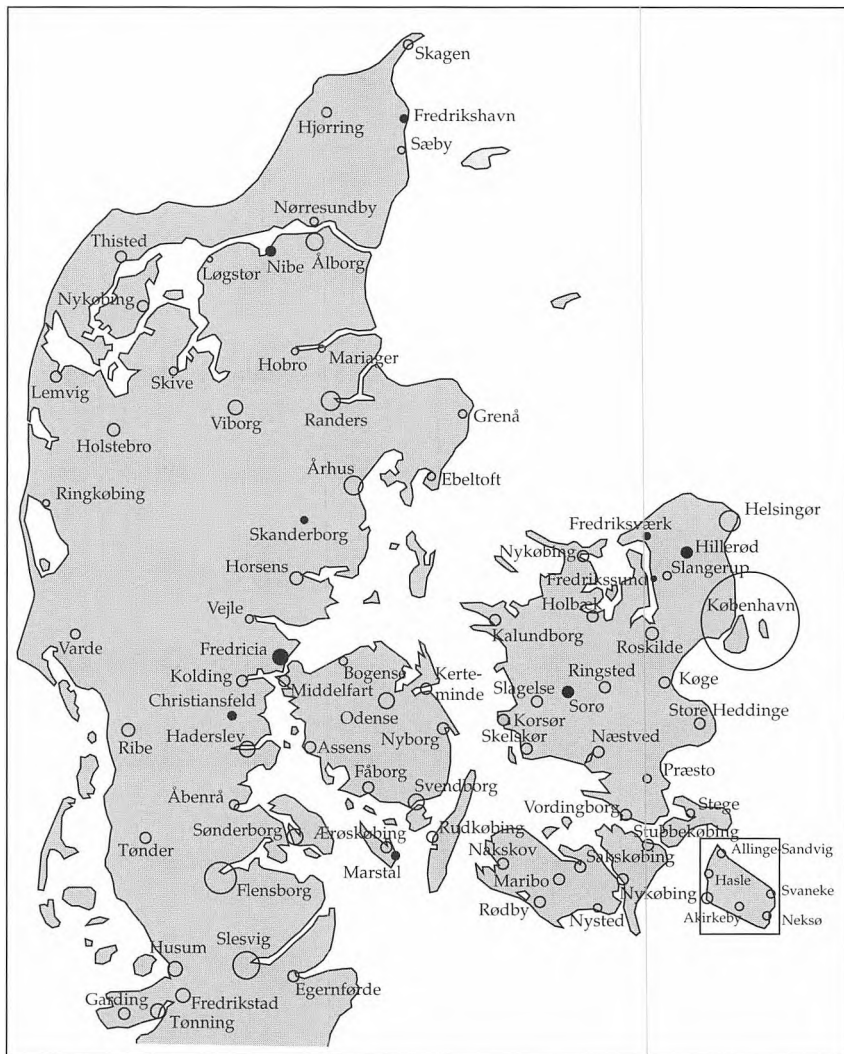 Skagen
Fredrikshavn
Hjørring
Sæby
Nørresundby
Thisted
Løgstør
Nibe
Ålborg
Nykøbing
Hobro
Mariager
Lemvig
Skive
Viborg
Randers
Grenå
Holstebro
Århus
Ebeltoft
Ringkøbing
Skanderborg
Fredriksværk
Helsingør
Nykøbing
Hillerød
Horsens
Fredrikssund
Slangerup
Holbæk
København
Vejle
Kalundborg
Roskilde
Varde
Fredricia
Bogense
Kolding
Middelfart
Kerte-
minde
Ringsted
Køge
Christiansfeld
Slagelse
Sorø
Odense
Korsør
Store Heddinge
Ribe
Haderslev
Assens
Nyborg
Skelskør
Næstved
Fåborg
Præstø
Åbenrå
Svendborg
Vordingborg
Stege
Sønderborg
Ærøskøbing
Rudkøbing
Stubbekøbing
Tønder
Nakskov
Sakskøbing
Allinge-Sandvig
Marstal
Maribo
Hasle
Flensborg
Nykøbing
Svaneke
Rødby
Nysted
Akirkeby
Neksø
Husum
Slesvig
Egernførde
Garding
Fredrikstad
Tønning